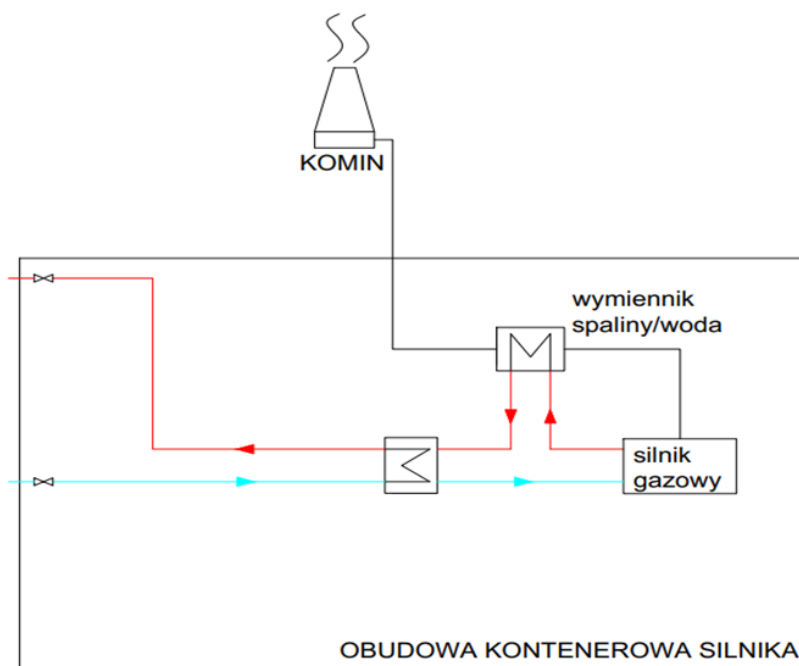 KOMIN
wymiennik
spaliny/woda
silnik
gazowy
OBUDOWA KONTENEROWA SILNIKA